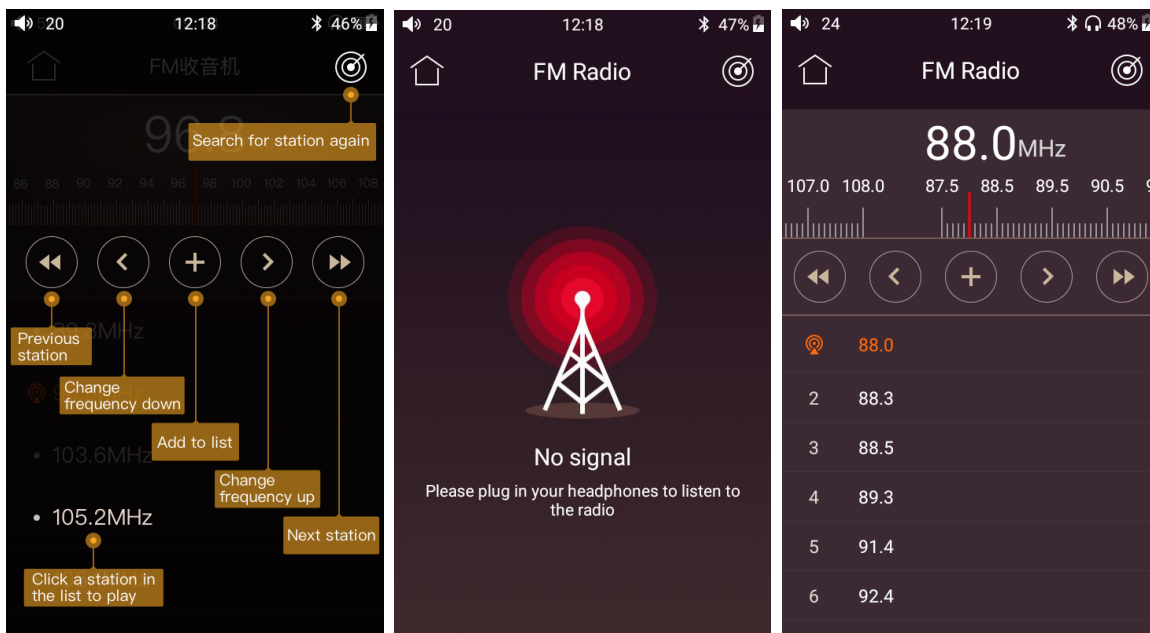 20
12:18
46%
FM收音机
96.8
Search for station again
86 88 90 92 94 96 98 100 102 104 106 108
89.3MHz
Previous
station
Change
frequency down
103.6MHz
Add to list
Change
frequency up
105.2MHz
Next station
Click a station in
the list to play
20
12:18
47%
FM Radio
No signal
Please plug in your headphones to listen to
the radio
24
12:19
48%
FM Radio
88.0MHz
107.0 108.0 87.5 88.5 89.5 90.5
88.0
2 88.3
3 88.5
4 89.3
5 91.4
6 92.4